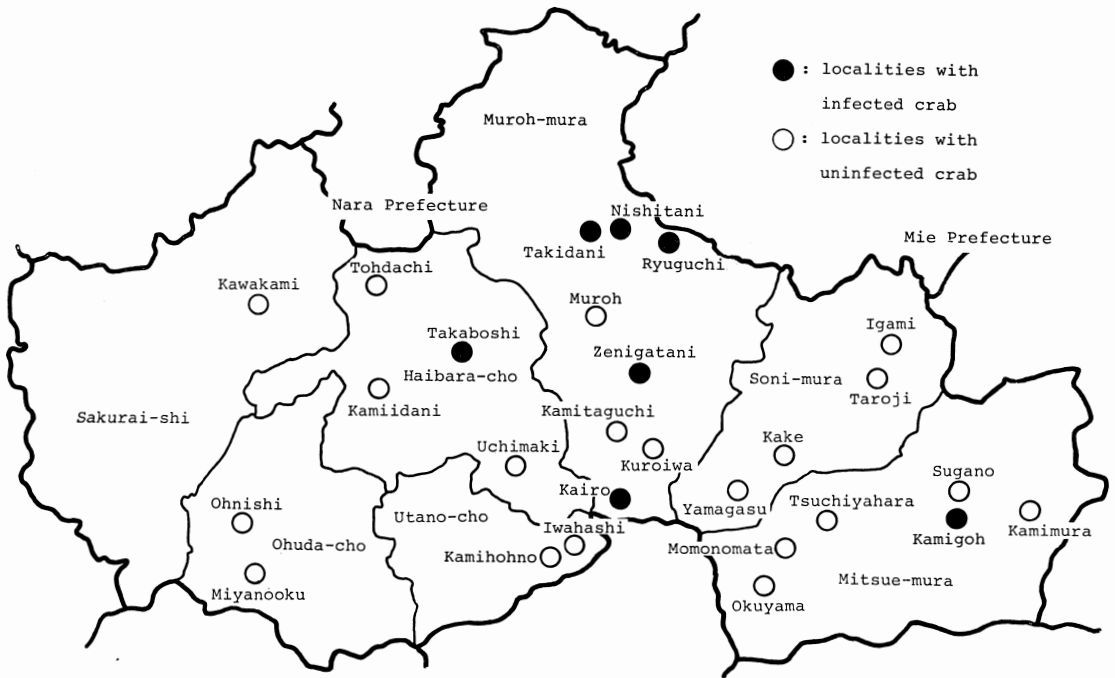 : localities with
infected crab
Muroh-mura
: localities with
uninfected crab
Nara Prefecture
Nishitani
Takidani
Mie Prefecture
Ryuguchi
Tohdachi
Kawakami
Muroh
Igami
Takaboshi
Zenigatani
Haibara-cho
Soni-mura
Taroji
Kamiidani
Kamitaguchi
Sakurai-shi
Kake
Uchimaki
Kuroiwa
Sugano
Kairo
Ohnishi
Yamagasu
Tsuchiyahara
Utano-cho
Iwahashi
Kamigoh
Kamimura
Ohuda-cho
Momonomata
Kamihohno
Mitsue-mura
Miyanooku
Okuyama